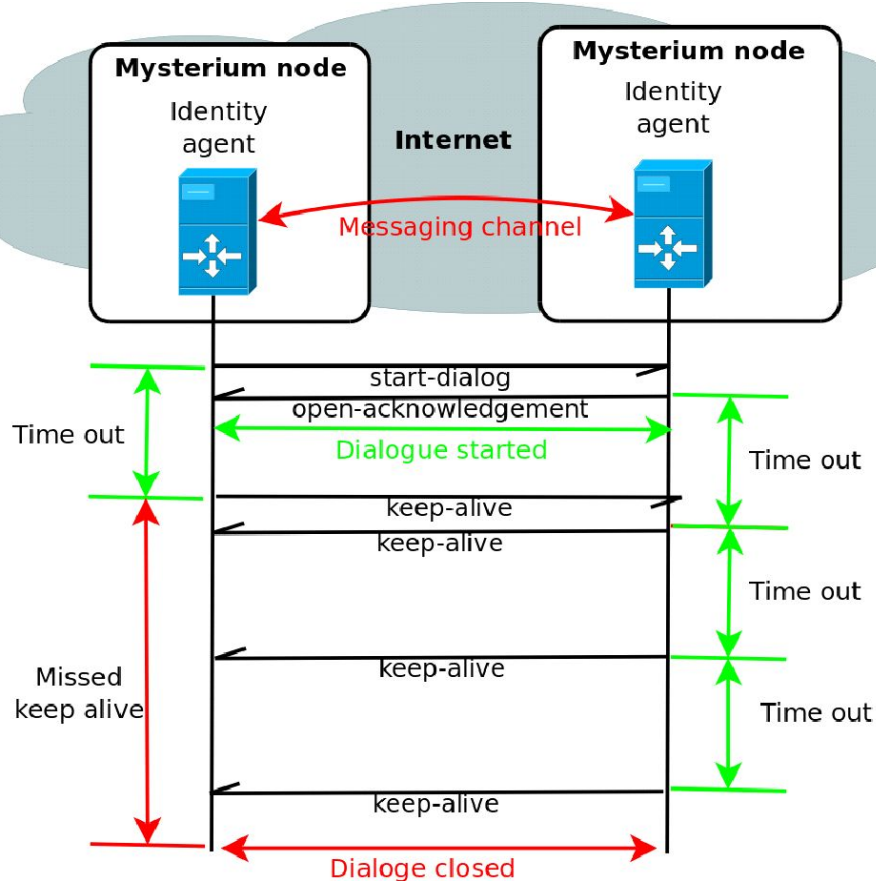 Mysterium node
Mysterium node
Identity
agent
Identity
agent
Internet
Messaging channel
start-dialog
open-acknowledgement
Time out
Dialogue started
Time out
keep-alive
keep-alive
Time out
Missed
keep alive
keep-alive
Time out
keep-alive
Dialoge closed